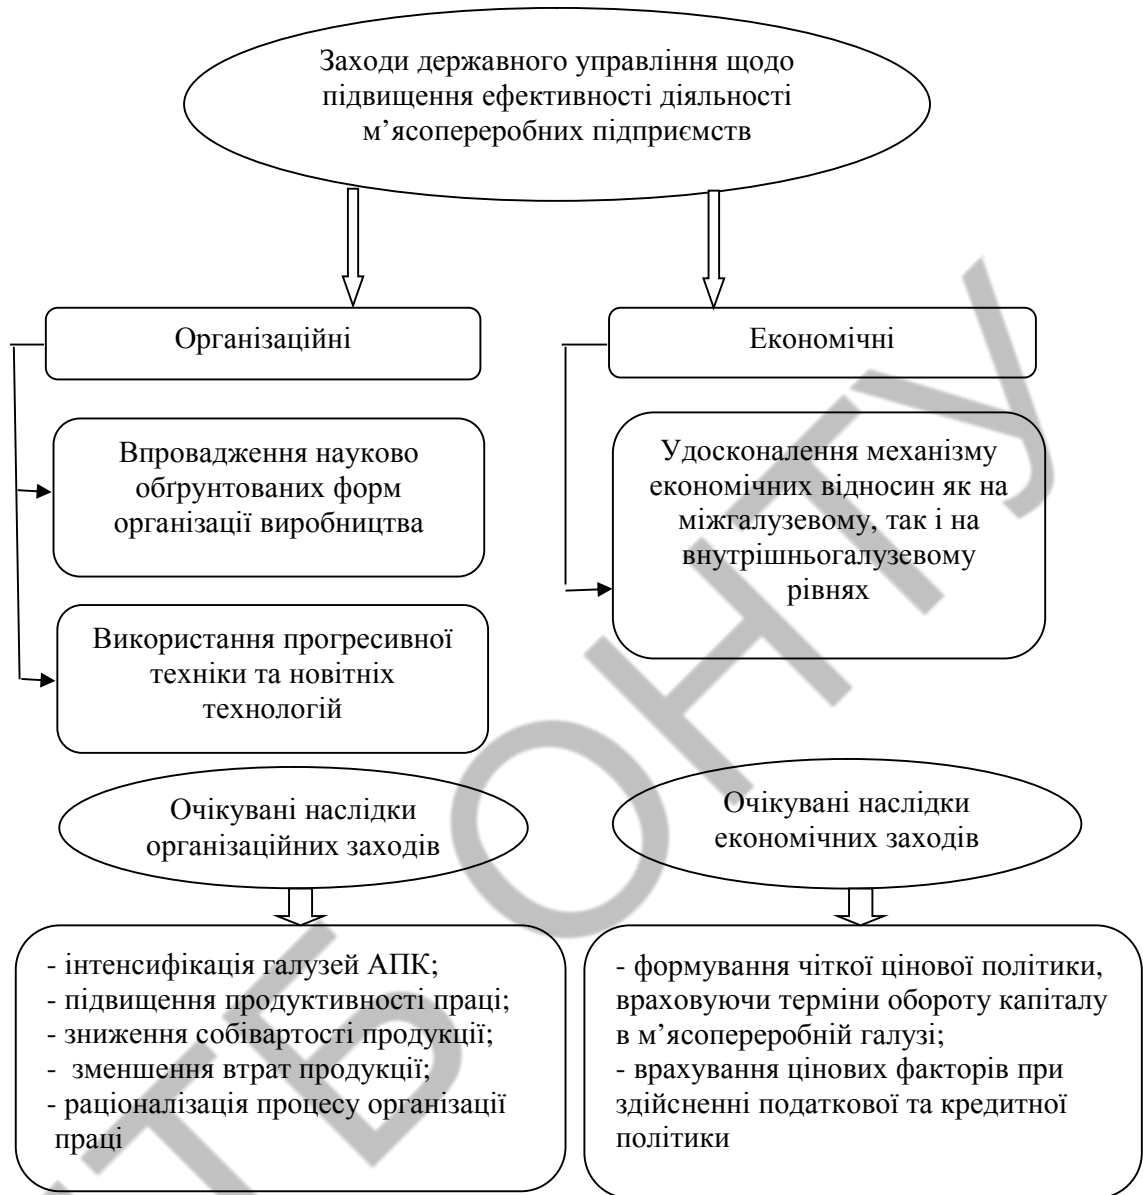 Заходи державного управління щодо
підвищення ефективності діяльності
м’ясопереробних підприємств
Організаційні
Економічні
Впровадження науково
обґрунтованих форм
організації виробництва
Удосконалення механізму
економічних відносин як на
міжгалузевому, так і на
внутрішньогалузевому
рівнях
Використання прогресивної
техніки та новітніх
технологій
Очікувані наслідки
організаційних заходів
Очікувані наслідки
економічних заходів
- інтенсифікація галузей АПК;
- підвищення продуктивності праці;
- зниження собівартості продукції;
- зменшення втрат продукції;
- раціоналізація процесу організації
праці
- формування чіткої цінової політики,
враховуючи терміни обороту капіталу
в м’ясопереробній галузі;
- врахування цінових факторів при
здійсненні податкової та кредитної
політики
ТБ ОНТУ